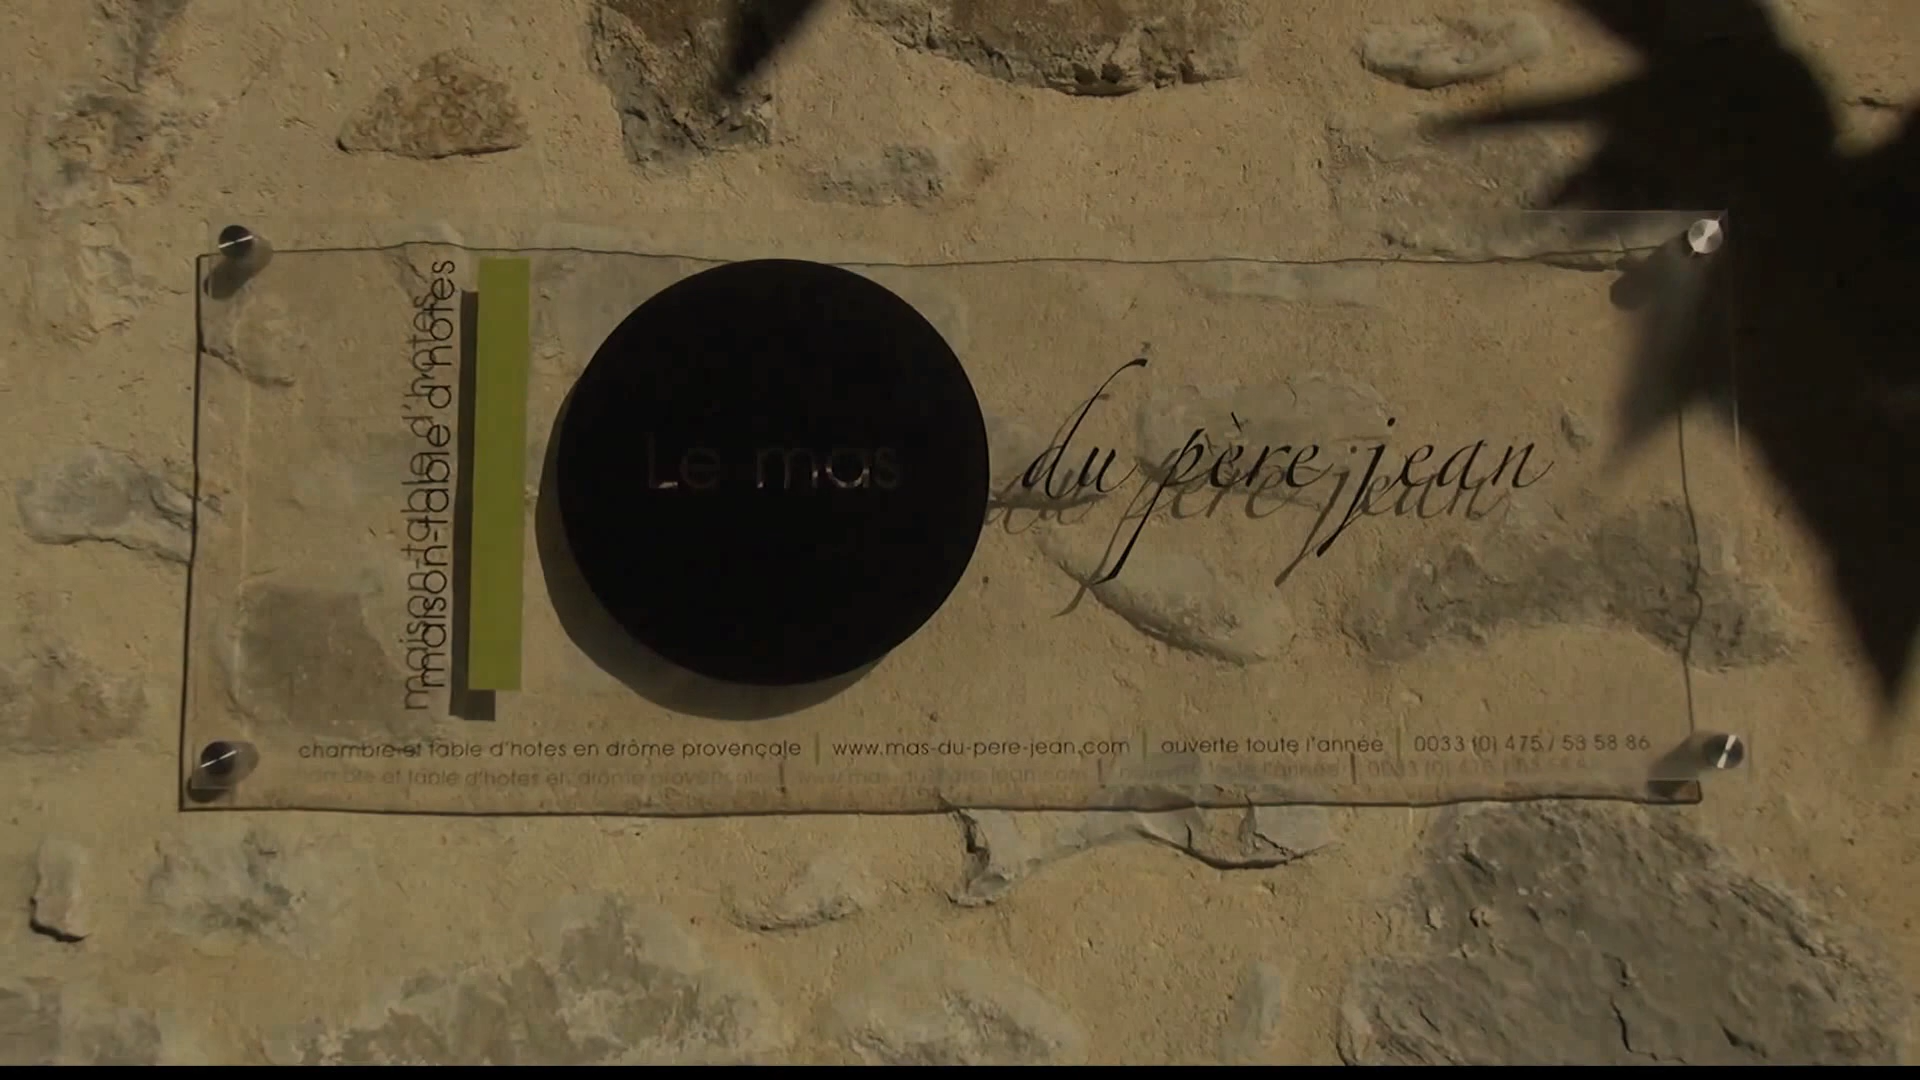 maison-table d'hôtes
Le mas
du père jean
chambre et table d'hotes en drôme provençale | www.mas-du-pere-jean.com | ouverte toute l'année | 0033 (0) 475 / 53 58 86